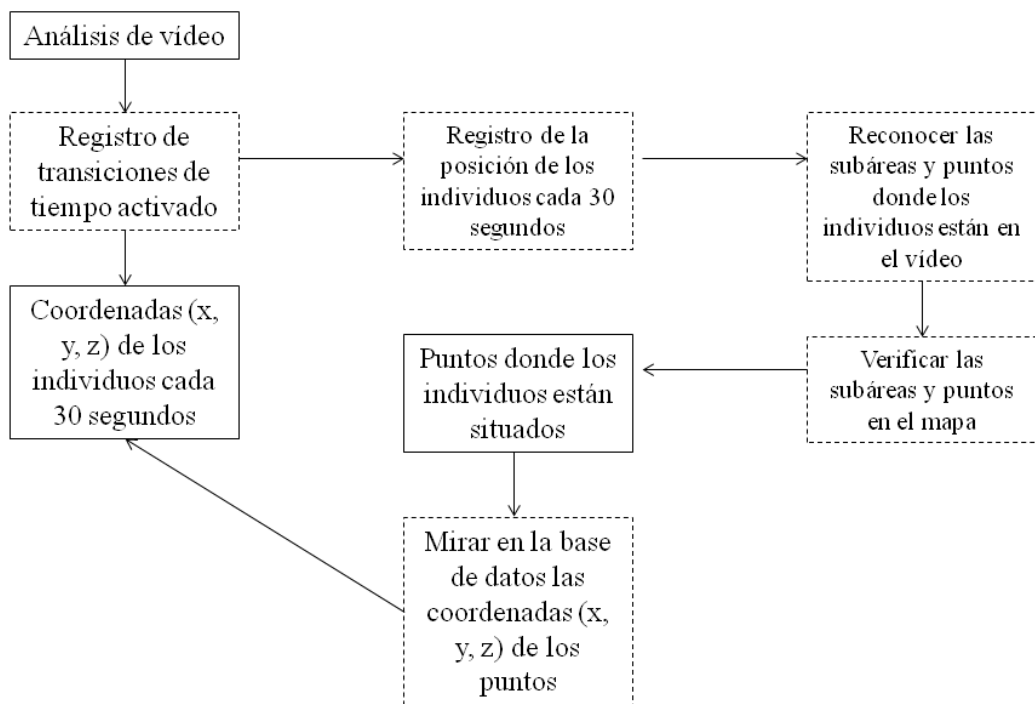 Análisis de vídeo
Registro de
transiciones de
tiempo activado
Registro de la
posición de los
individuos cada 30
segundos
Reconocer las
subáreas y puntos
donde los
individuos están en
el vídeo
Coordenadas (x,
y, z) de los
individuos cada
30 segundos
Puntos donde los
individuos están
situados
Verificar las
subáreas y puntos
en el mapa
Mirar en la base
de datos las
coordenadas (x,
y, z) de los
puntos